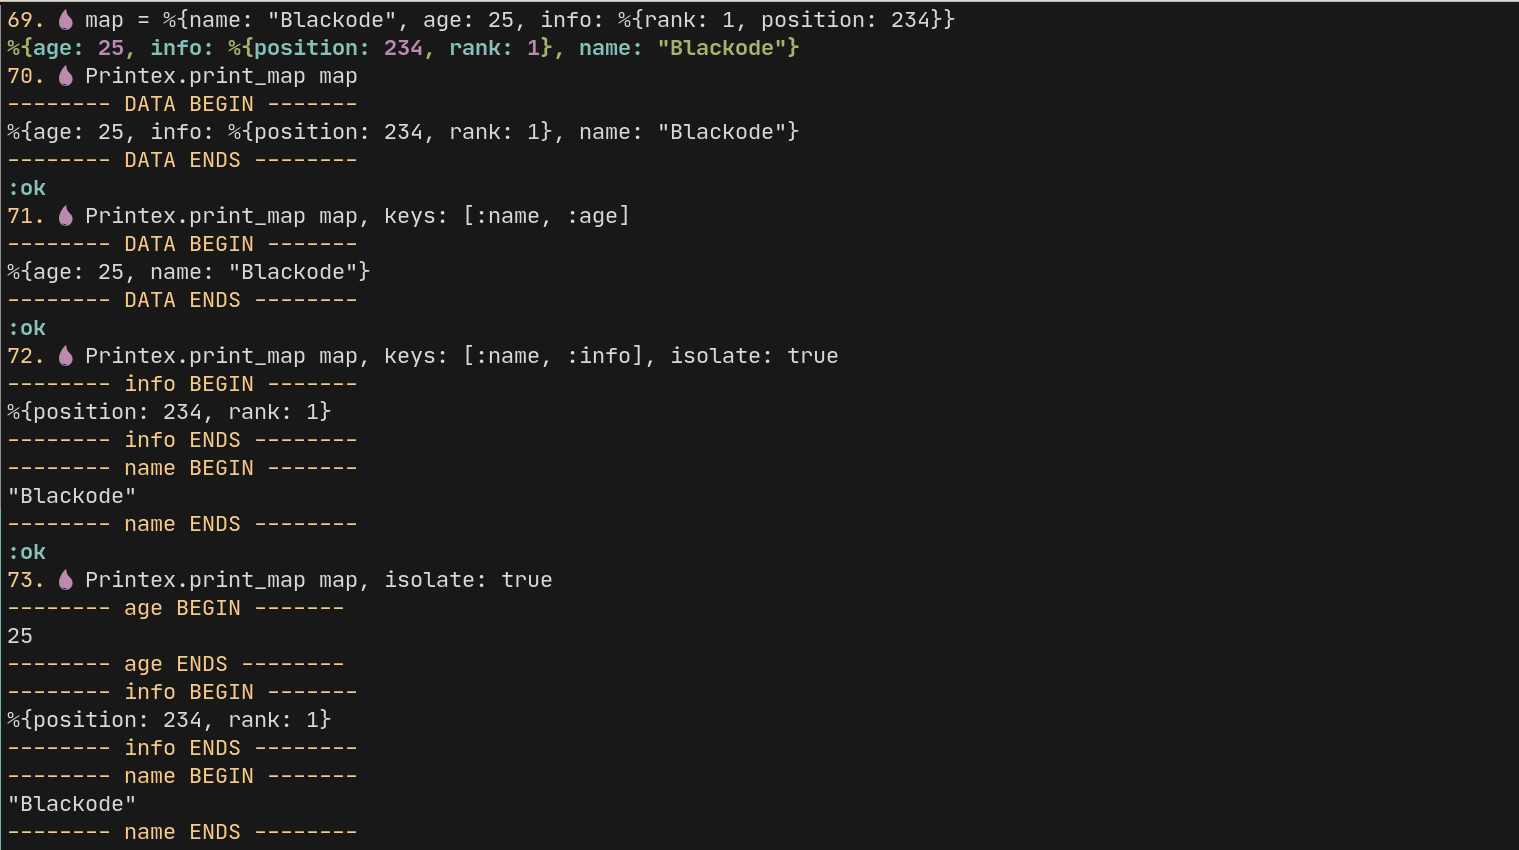 69. map = %{name: "Blackode", age: 25, info: %{rank: 1, position: 234}}
%{age: 25, info: %{position: 234, rank: 1}, name: "Blackode"}
70. Printex.print_map map
-------- DATA BEGIN -------
%{age: 25, info: %{position: 234, rank: 1}, name: "Blackode"}
-------- DATA ENDS --------
:ok
71. Printex.print_map map, keys: [:name, :age]
-------- DATA BEGIN -------
%{age: 25, name: "Blackode"}
-------- DATA ENDS --------
:ok
72. Printex.print_map map, keys: [:name, :info], isolate: true
-------- info BEGIN -------
%{position: 234, rank: 1}
-------- info ENDS --------
-------- name BEGIN -------
"Blackode"
-------- name ENDS --------
:ok
73. Printex.print_map map, isolate: true
-------- age BEGIN -------
25
-------- age ENDS --------
-------- info BEGIN -------
%{position: 234, rank: 1}
-------- info ENDS --------
-------- name BEGIN -------
"Blackode"
-------- name ENDS --------